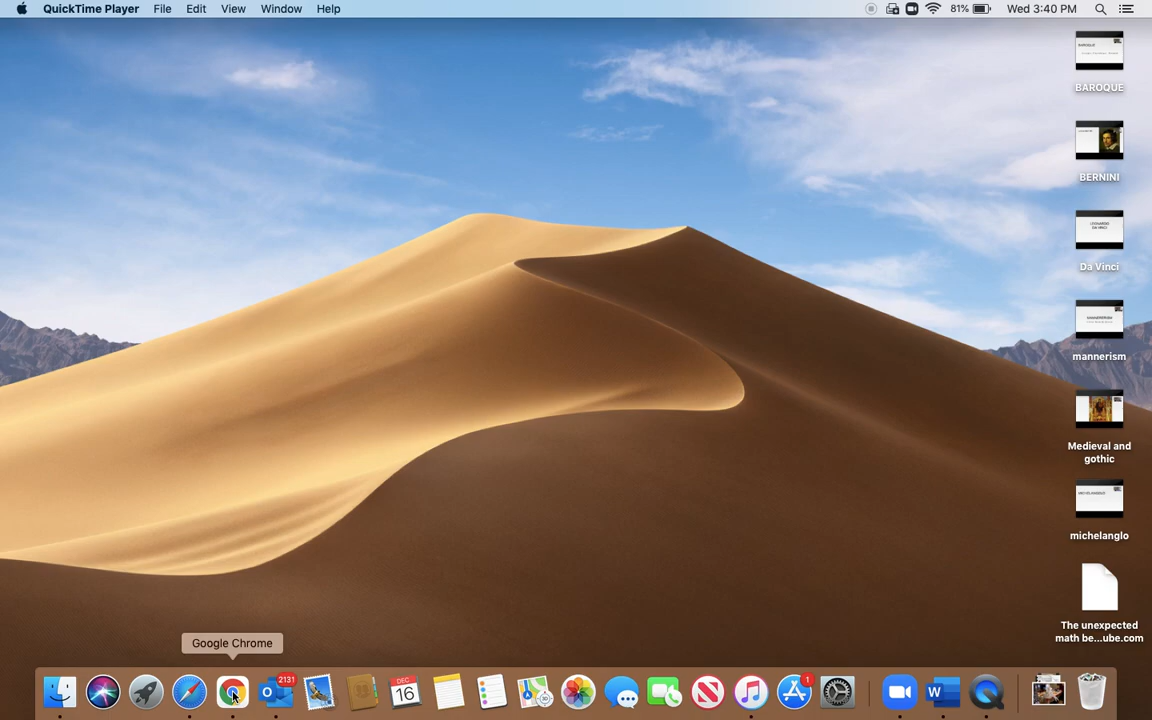 QuickTime Player File Edit View Window Help 81% Wed 3:40 PM
BAROQUE
BERNINI
Da Vinci
mannerism
Medieval and
gothic
michelanglo
The unexpected
math be...ube.com
Google Chrome
2131
DEC
16
1